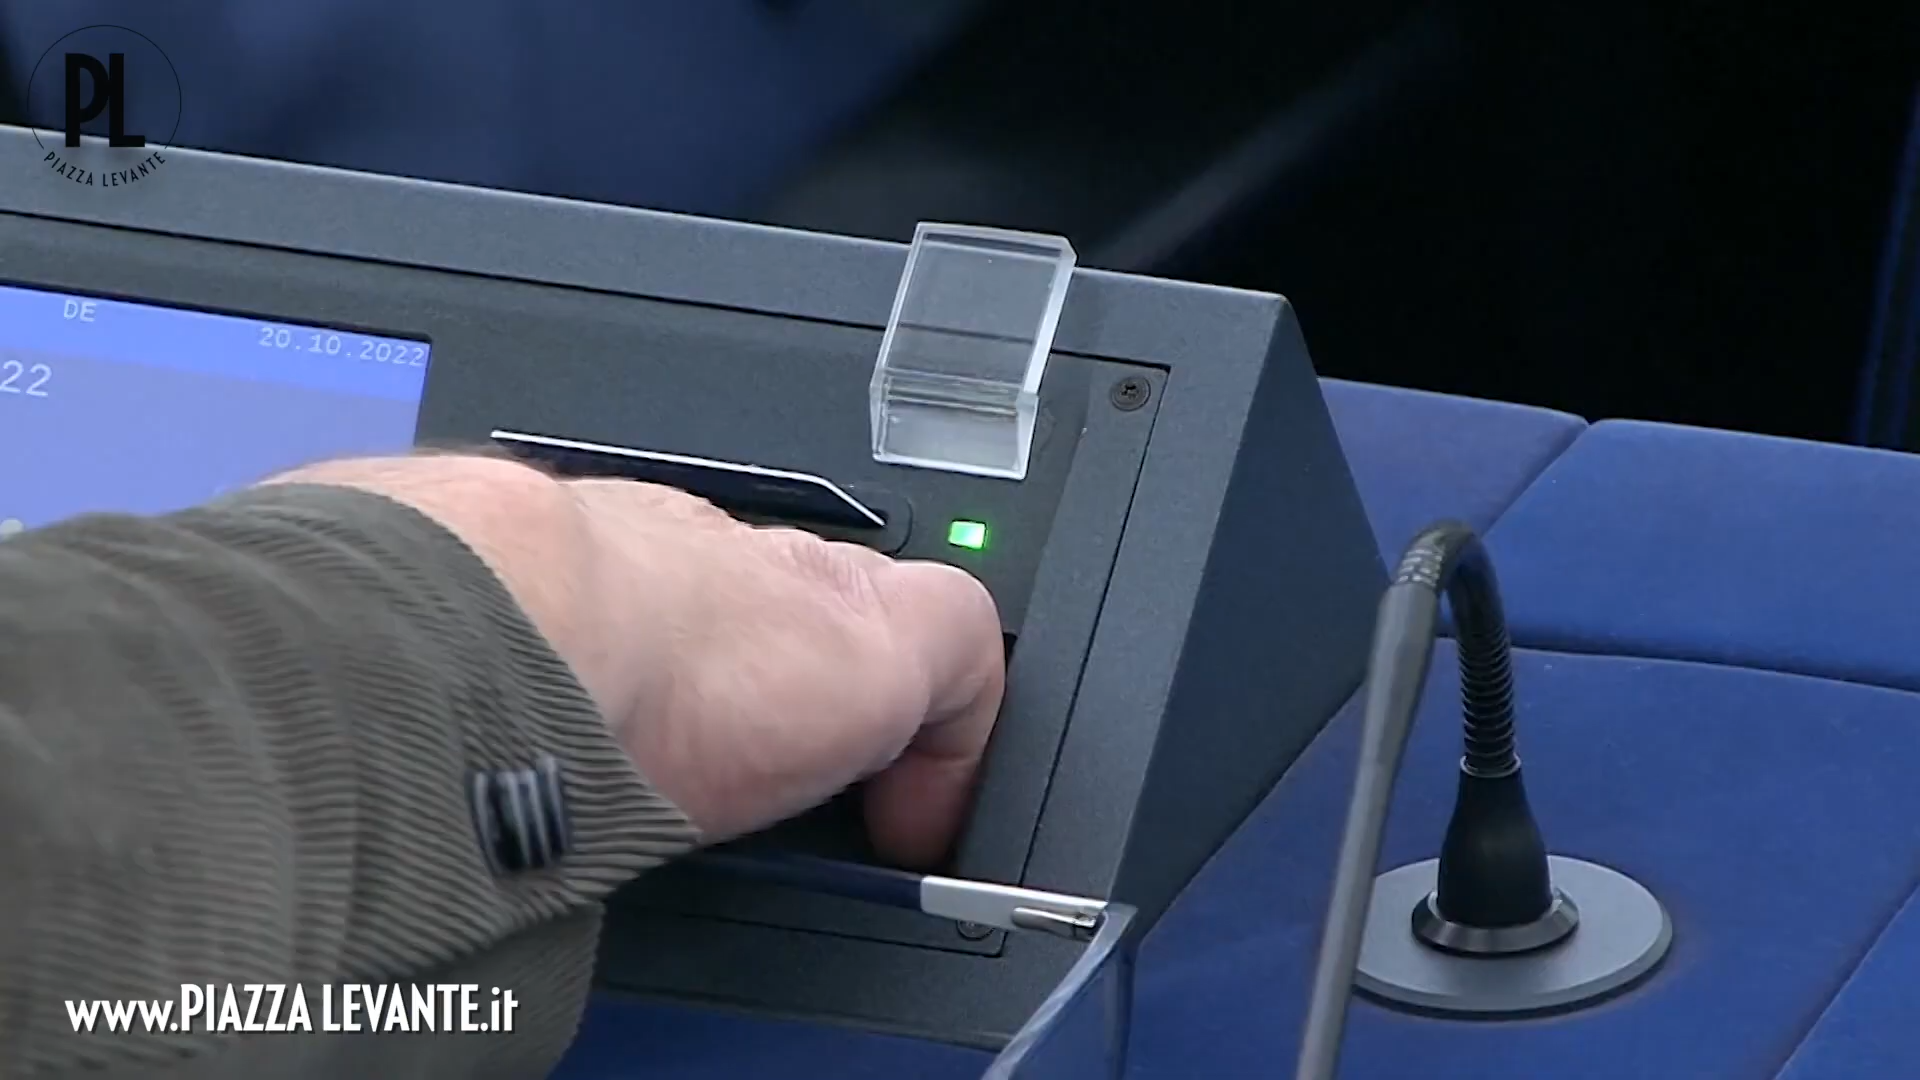 PL
PIAZZA LEVANTE
DE
20.10.2022
22
www.PIAZZA LEVANTE.it